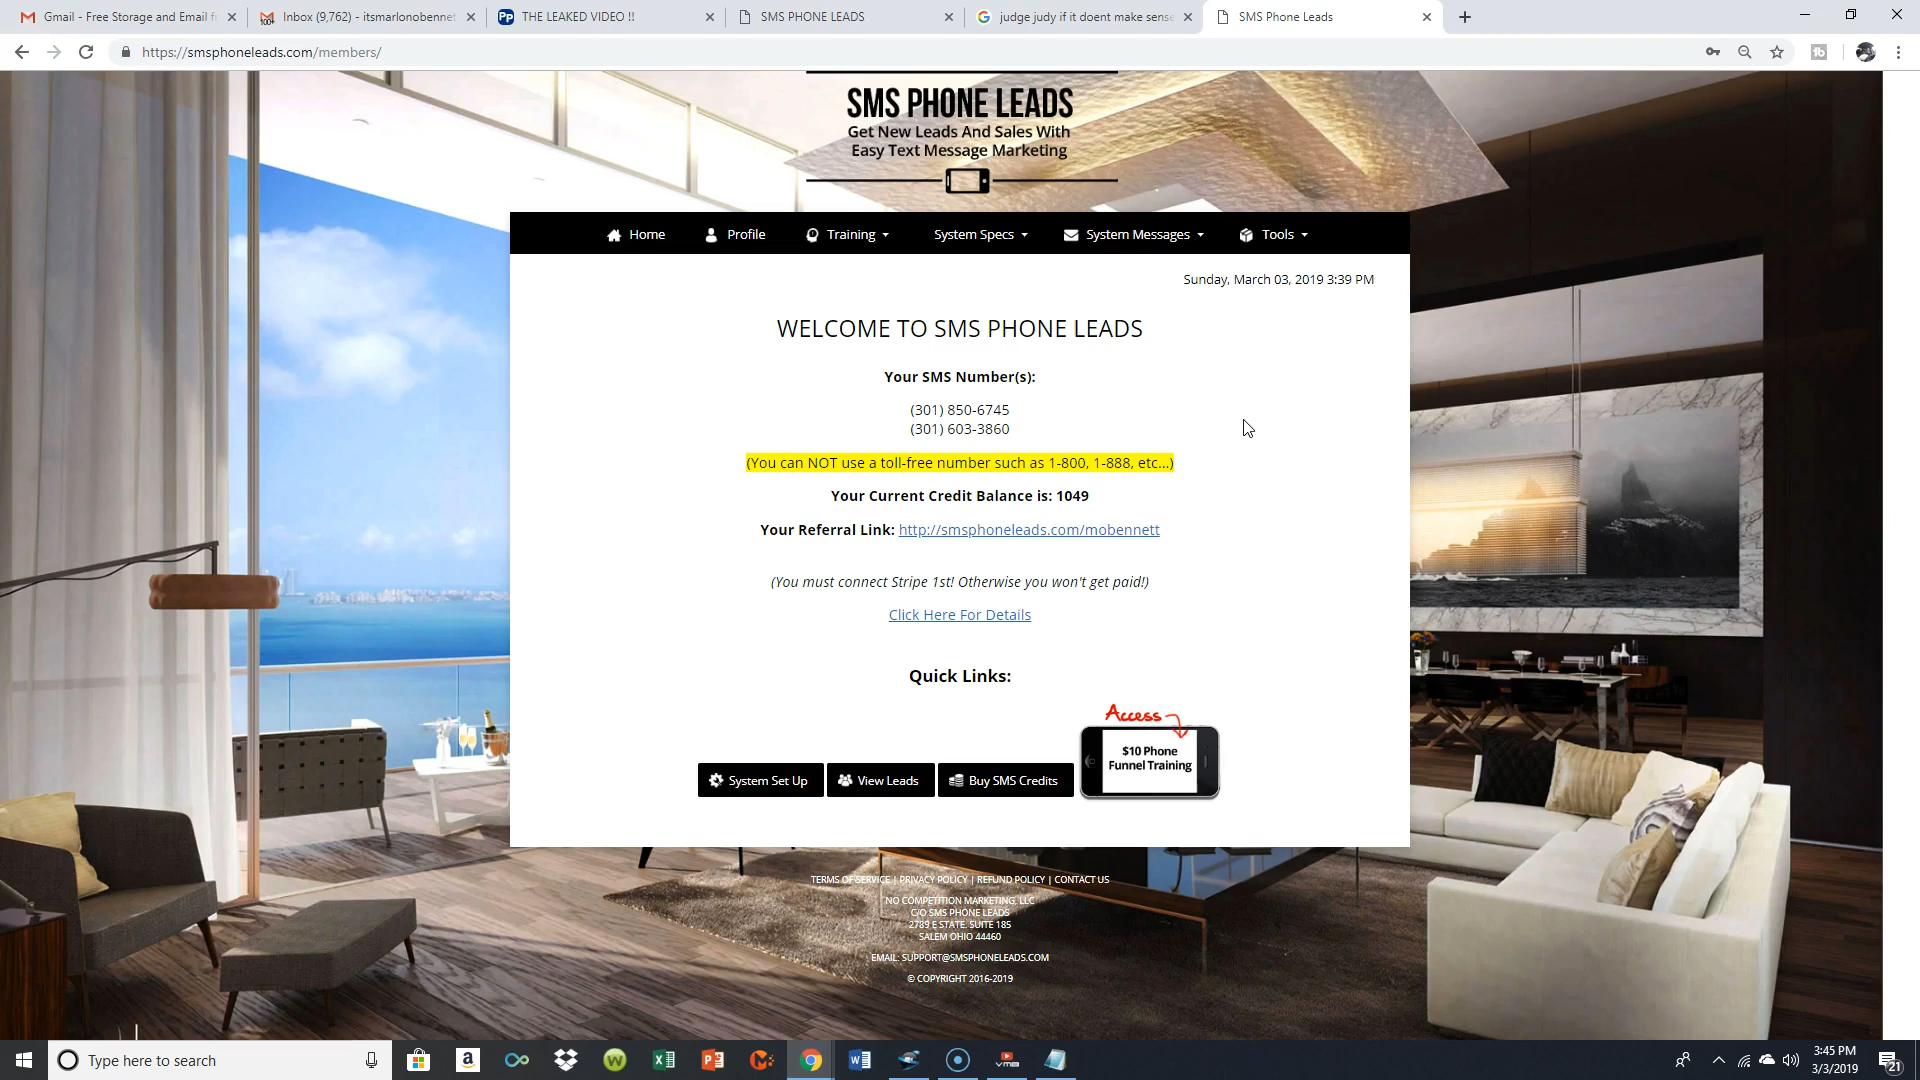 Gmail - Free Storage and Email f
Inbox (9,762) - itsmarlonobennet
THE LEAKED VIDEO !!
SMS PHONE LEADS
judge judy if it doent make sense
SMS Phone Leads
https://smsphoneleads.com/members/
SMS PHONE LEADS
Get New Leads And Sales With
Easy Text Message Marketing
Home Profile Training System Specs System Messages Tools
Sunday, March 03, 2019 3:39 PM
WELCOME TO SMS PHONE LEADS
Your SMS Number(s):
(301) 850-6745
(301) 603-3860
(You can NOT use a toll-free number such as 1-800, 1-888, etc...)
Your Current Credit Balance is: 1049
Your Referral Link: http://smsphoneleads.com/mobennett
(You must connect Stripe 1st! Otherwise you won't get paid!)
Click Here For Details
Quick Links:
Access
$10 Phone
Funnel Training
System Set Up View Leads Buy SMS Credits
TERMS OF SERVICE | PRIVACY POLICY | REFUND POLICY | CONTACT US
NO COMPETITION MARKETING, LLC
C/O SMS PHONE LEADS
2789 E STATE. SUITE 185
SALEM OHIO 44460
EMAIL: SUPPORT@SMSPHONELEADS.COM
© COPYRIGHT 2016-2019
Type here to search
3:45 PM
3/3/2019
21